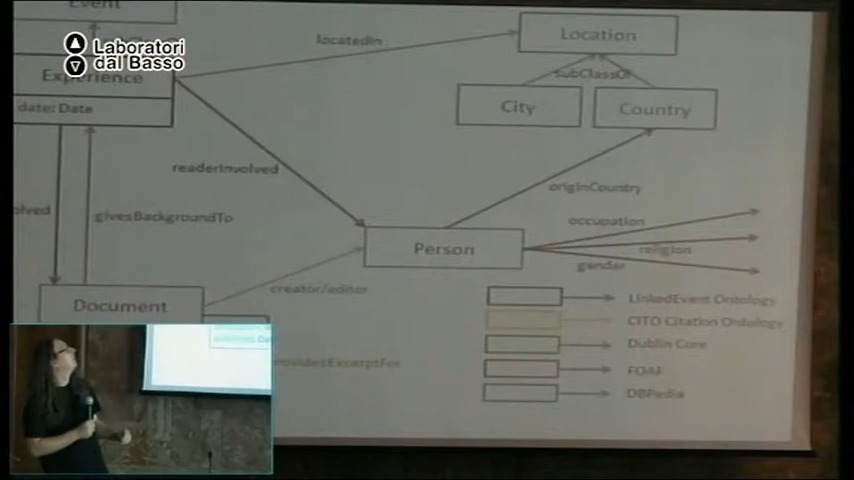 Event
Laboratori
dal Basso
locatedIn
Location
subClassOf
Experience
City
Country
date: Date
readerInvolved
originCountry
olved
givesBackgroundTo
occupation
Person
religion
gender
creator/editor
Document
LinkedEvent Ontology
CITO Citation Ontology
Dublin Core
rovidesExcerptFor
FOAF
DBPedia